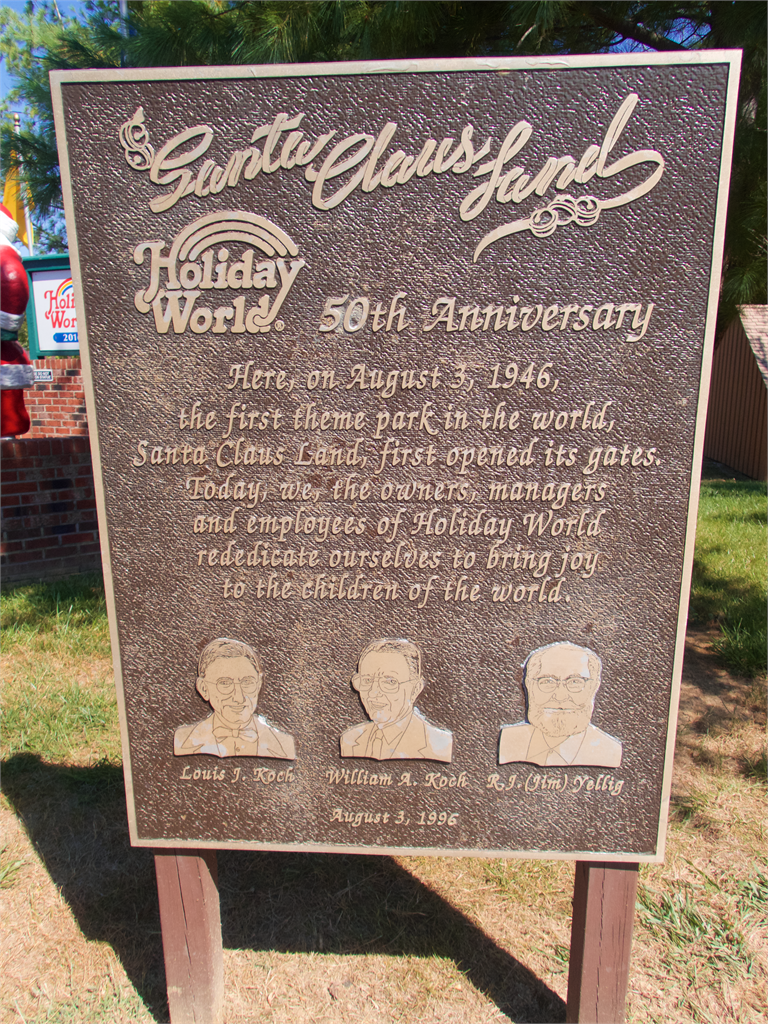 Santa Claus Land
Holiday
World®
50th Anniversary
Here, on August 3, 1946,
the first theme park in the world,
Santa Claus Land, first opened its gates.
Today, we, the owners, managers
and employees of Holiday World
rededicate ourselves to bring joy
to the children of the world.
Louis J. Koch
William A. Koch
R.J. (Jim) Yellig
August 3, 1996